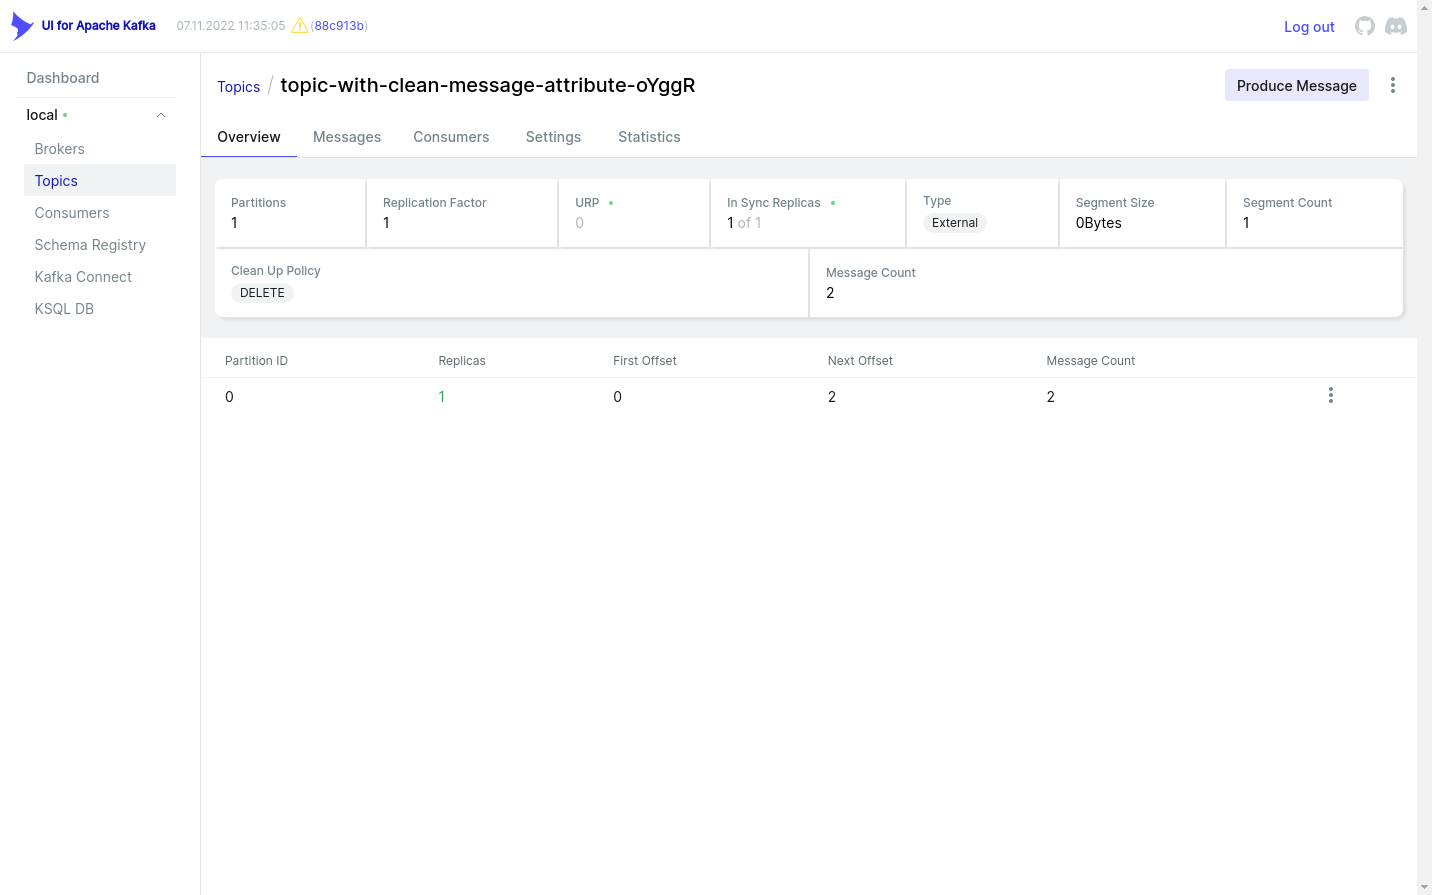 UI for Apache Kafka 07.11.2022 11:35:05 (88c913b) Log out
Dashboard
local
Brokers
Topics
Consumers
Schema Registry
Kafka Connect
KSQL DB
Topics / topic-with-clean-message-attribute-oYggR Produce Message
Overview Messages Consumers Settings Statistics
Partitions Replication Factor URP In Sync Replicas Type Segment Size Segment Count
1 1 0 1 of 1 External 0Bytes 1
Clean Up Policy Message Count
DELETE 2
Partition ID Replicas First Offset Next Offset Message Count
0 1 0 2 2